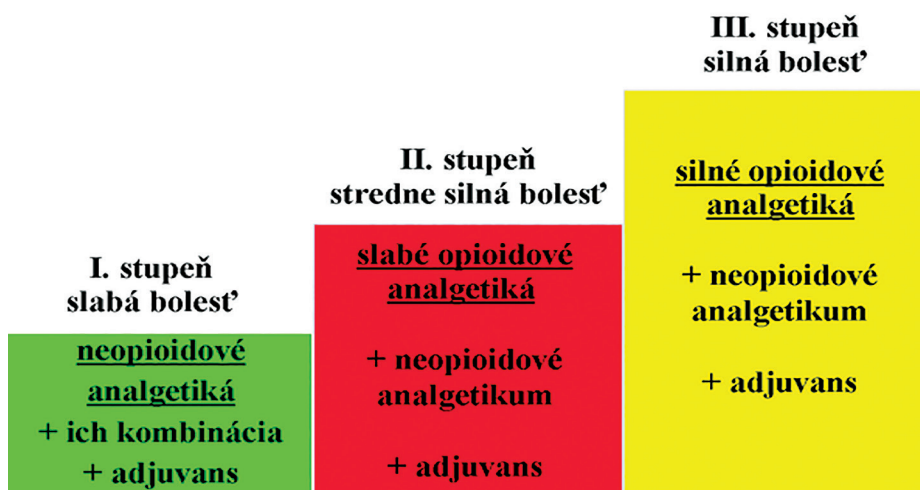 I. stupeň
slabá bolesť
neopioidové
analgetiká
+ ich kombinácia
+ adjuvans
II. stupeň
stredne silná bolesť
slabé opioidové
analgetiká
+ neopioidové
analgetikum
+ adjuvans
III. stupeň
silná bolesť
silné opioidové
analgetiká
+ neopioidové
analgetikum
+ adjuvans